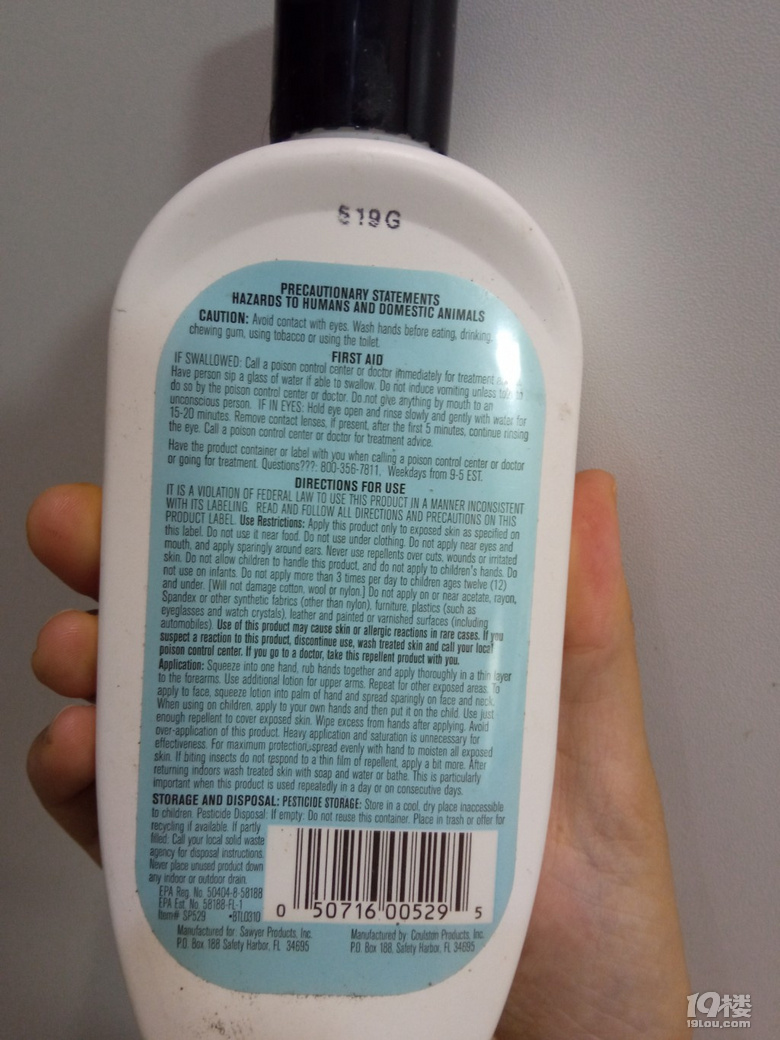 519G
PRECAUTIONARY STATEMENTS
HAZARDS TO HUMANS AND DOMESTIC ANIMALS
CAUTION: Avoid contact with eyes. Wash hands before eating, drinking,
chewing gum, using tobacco or using the toilet.
FIRST AID
IF SWALLOWED: Call a poison control center or doctor immediately for treatment
Have person sip a glass of water if able to swallow. Do not induce vomiting unless to
do so by the poison control center or doctor. Do not give anything by mouth to an
unconscious person. IF IN EYES: Hold eye open and rinse slowly and gently with water for
15-20 minutes. Remove contact lenses, if present, after the first 5 minutes, continue rinsing
the eye. Call a poison control center or doctor for treatment advice.
Have the product container or label with you when calling a poison control center or doctor
or going for treatment. Questions???: 800-356-7811, Weekdays from 9-5 EST.
DIRECTIONS FOR USE
IT IS A VIOLATION OF FEDERAL LAW TO USE THIS PRODUCT IN A MANNER INCONSISTENT
WITH ITS LABELING. READ AND FOLLOW ALL DIRECTIONS AND PRECAUTIONS ON THIS
PRODUCT LABEL. Use Restrictions: Apply this product only to exposed skin as specified on
this label. Do not use it near food. Do not use under clothing. Do not apply near eyes and
mouth, and apply sparingly around ears. Never use repellents over cuts, wounds or irritated
skin. Do not allow children to handle this product, and do not apply to children's hands. Do
not use on infants. Do not apply more than 3 times per day to children ages twelve (12)
and under. [Will not damage cotton, wool or nylon.] Do not apply on or near acetate, rayon,
Spandex or other synthetic fabrics (other than nylon), furniture, plastics (such as
eyeglasses and watch crystals), leather and painted or varnished surfaces (including
automobiles). Use of this product may cause skin or allergic reactions in rare cases. If you
suspect a reaction to this product, discontinue use, wash treated skin and call your local
poison control center. If you go to a doctor, take this repellent product with you.
Application: Squeeze into one hand, rub hands together and apply thoroughly in a thin layer
to the forearms. Use additional lotion for upper arms. Repeat for other exposed areas. To
apply to face, squeeze lotion into palm of hand and spread sparingly on face and neck.
When using on children, apply to your own hands and then put it on the child. Use just
enough repellent to cover exposed skin. Wipe excess from hands after applying. Avoid
over-application of this product. Heavy application and saturation is unnecessary for
effectiveness. For maximum protection, spread evenly with hand to moisten all exposed
skin. If biting insects do not respond to a thin film of repellent, apply a bit more. After
returning indoors wash treated skin with soap and water or bathe. This is particularly
important when this product is used repeatedly in a day or on consecutive days.
STORAGE AND DISPOSAL: PESTICIDE STORAGE: Store in a cool, dry place inaccessible
to children. Pesticide Disposal: If empty: Do not reuse this container. Place in trash or offer for
recycling if available. If partly
filled: Call your local solid waste
agency for disposal instructions.
Never place unused product down
any indoor or outdoor drain.
EPA Reg. No. 50404-8-58188
EPA Est. No. 58188-FL-1
Item# SP529 •BTL0310
0 50716 00529 5
Manufactured for: Sawyer Products, Inc.
P.O. Box 188 Safety Harbor, FL 34695
Manufactured by: Coulston Products, Inc.
P.O. Box 188, Safety Harbor, FL 34695
19楼
19lou.com